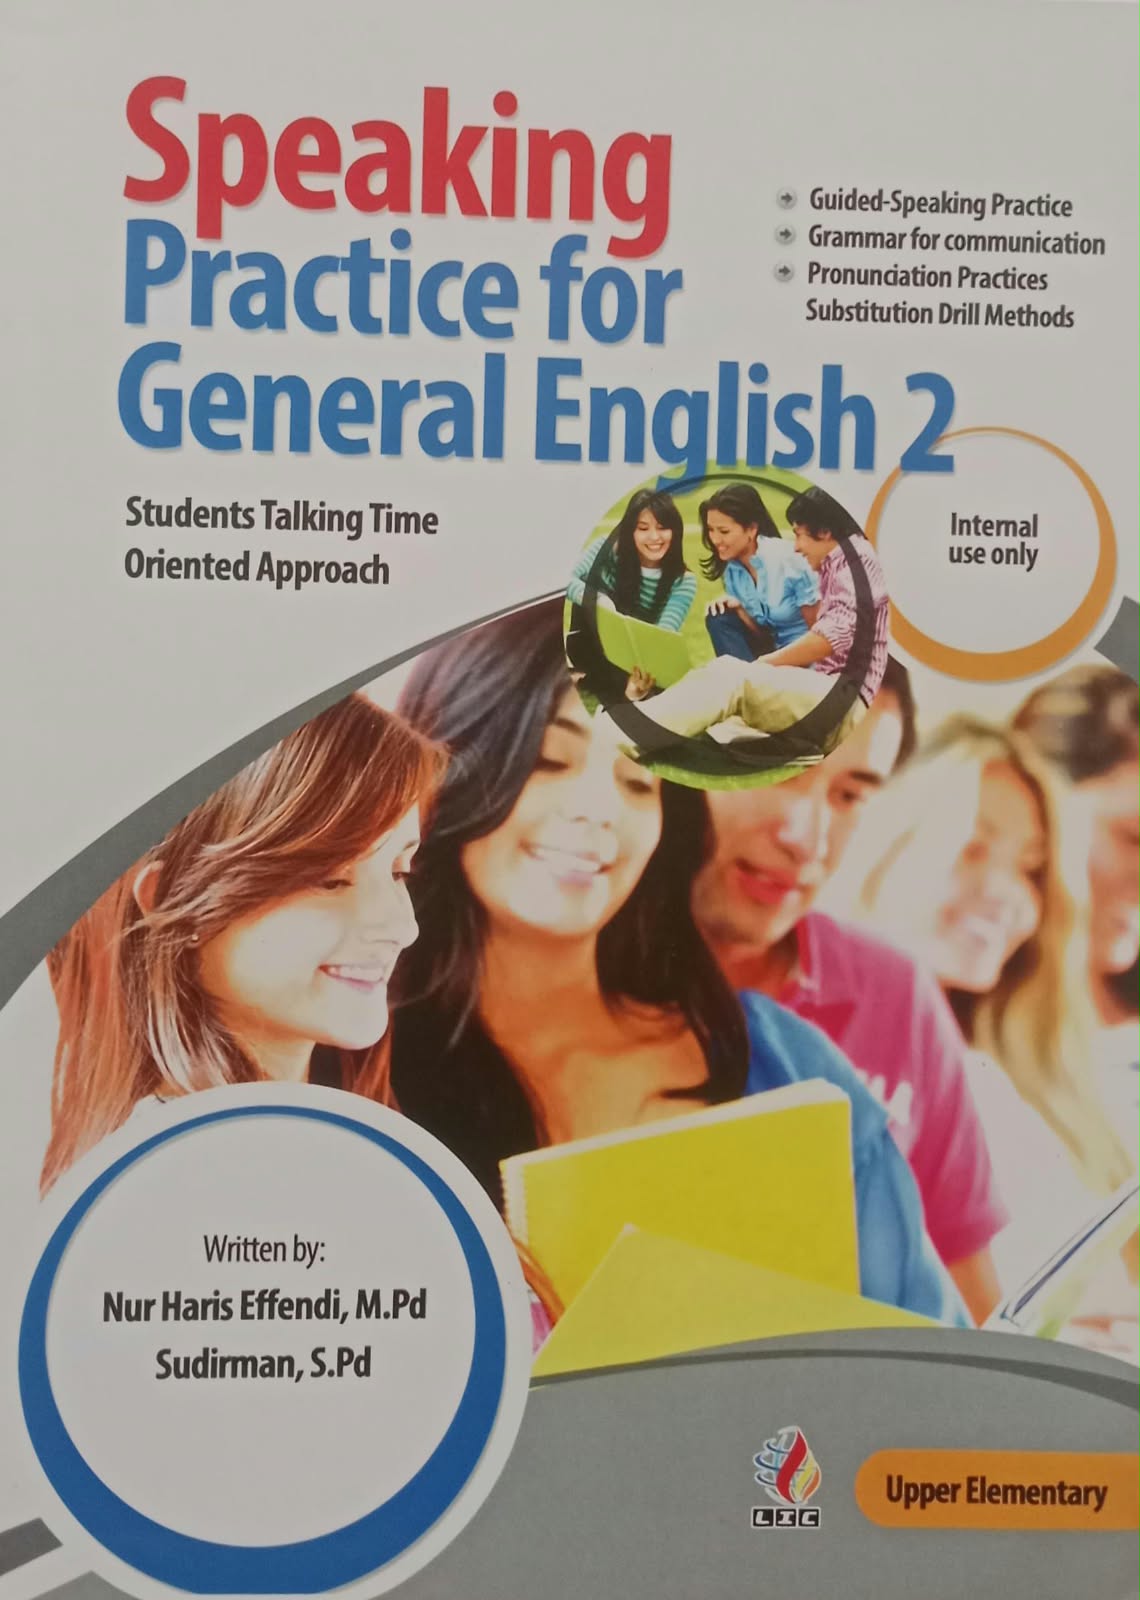 Speaking
Practice for
General English 2
Guided-Speaking Practice
Grammar for communication
Pronunciation Practices
Substitution Drill Methods
Students Talking Time
Oriented Approach
Internal
use only
Written by:
Nur Haris Effendi, M.Pd
Sudirman, S.Pd
LIC
Upper Elementary